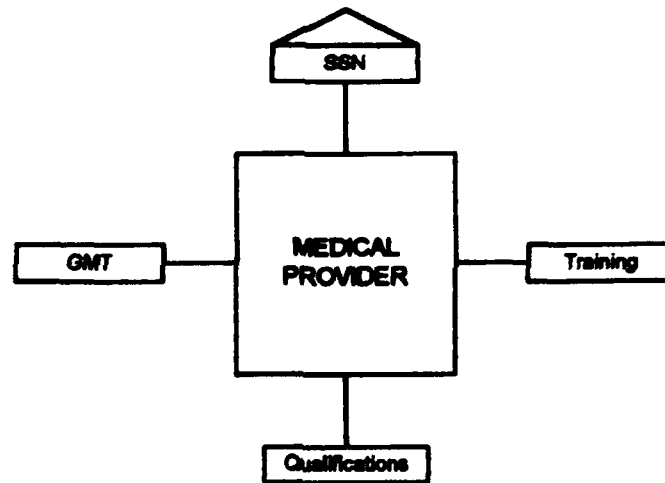 SSN
GMT
MEDICAL
PROVIDER
Training
Qualifications